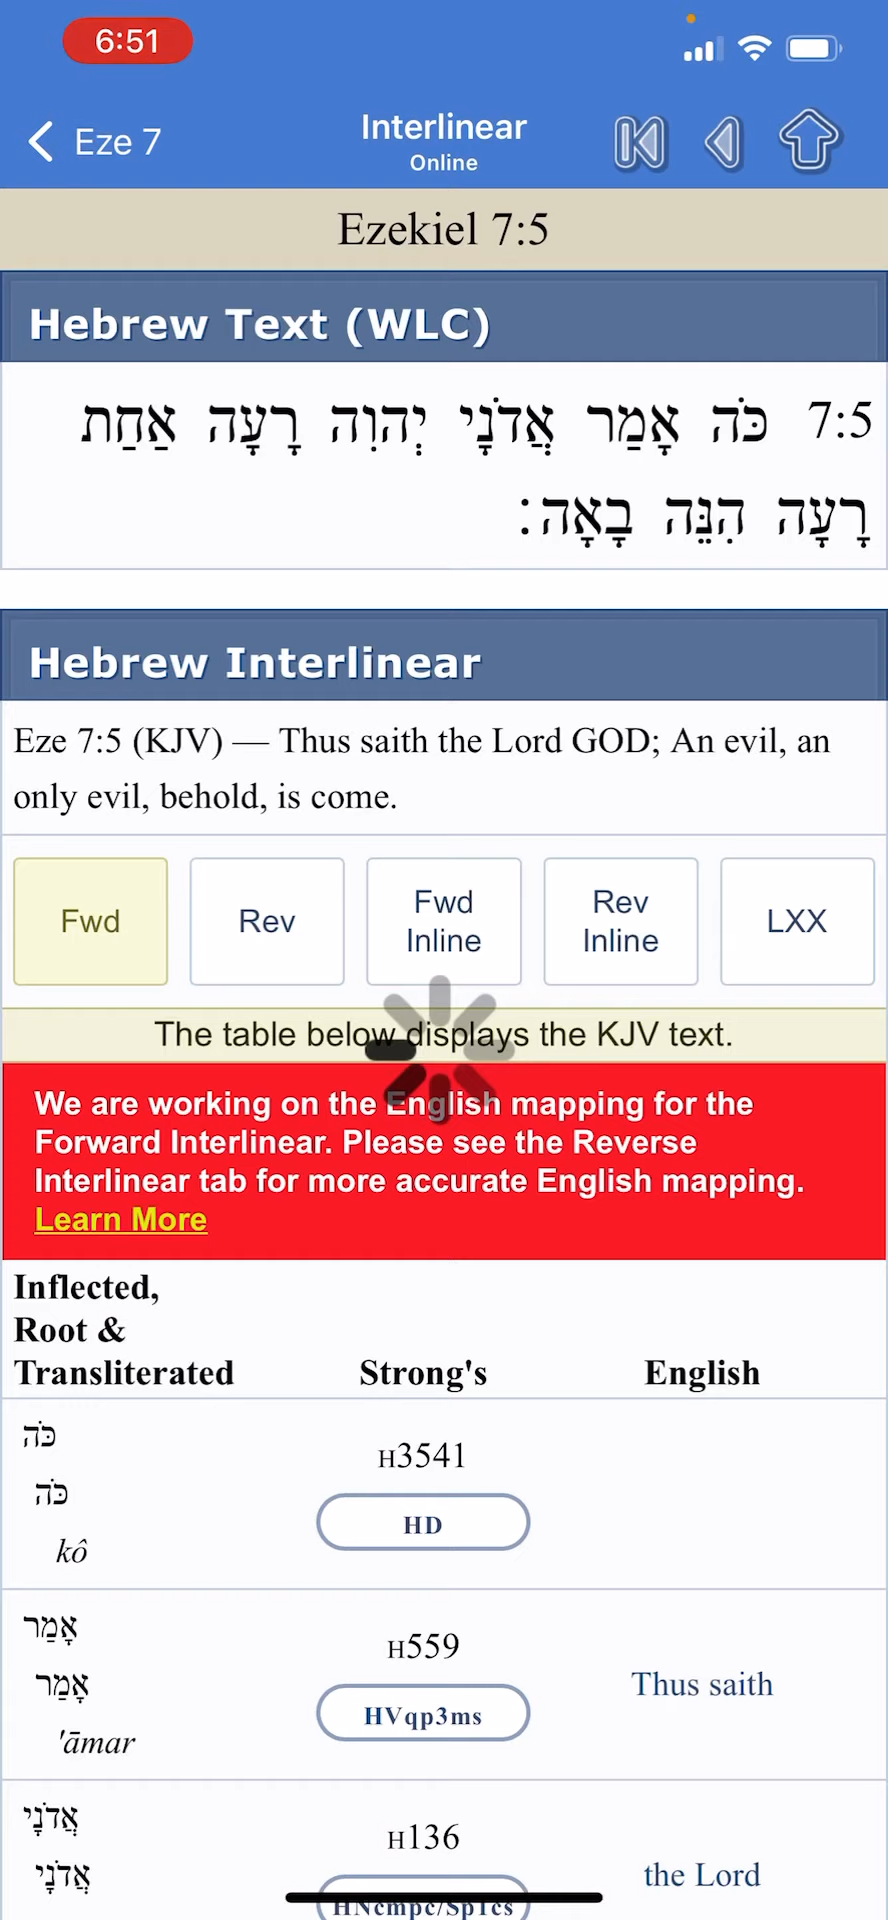 6:51
Eze 7
Interlinear
Online
Ezekiel 7:5
Hebrew Text (WLC)
7:5 כֹּה אָמַר אֲדֹנָי יְהוִה רָעָה אַחַת
רָעָה הִנֵּה בָאָה׃
Hebrew Interlinear
Eze 7:5 (KJV) — Thus saith the Lord GOD; An evil, an
only evil, behold, is come.
Fwd
Rev
Fwd
Inline
Rev
Inline
LXX
The table below displays the KJV text.
We are working on the English mapping for the
Forward Interlinear. Please see the Reverse
Interlinear tab for more accurate English mapping.
Learn More
Inflected,
Root &
Transliterated
Strong's
English
כֹּה
כֹּה
kô
H3541
HD
אָמַר
אָמַר
'āmar
H559
HVqp3ms
Thus saith
אֲדֹנָי
אֲדֹנָי
H136
HNcmpc/Sp1cs
the Lord